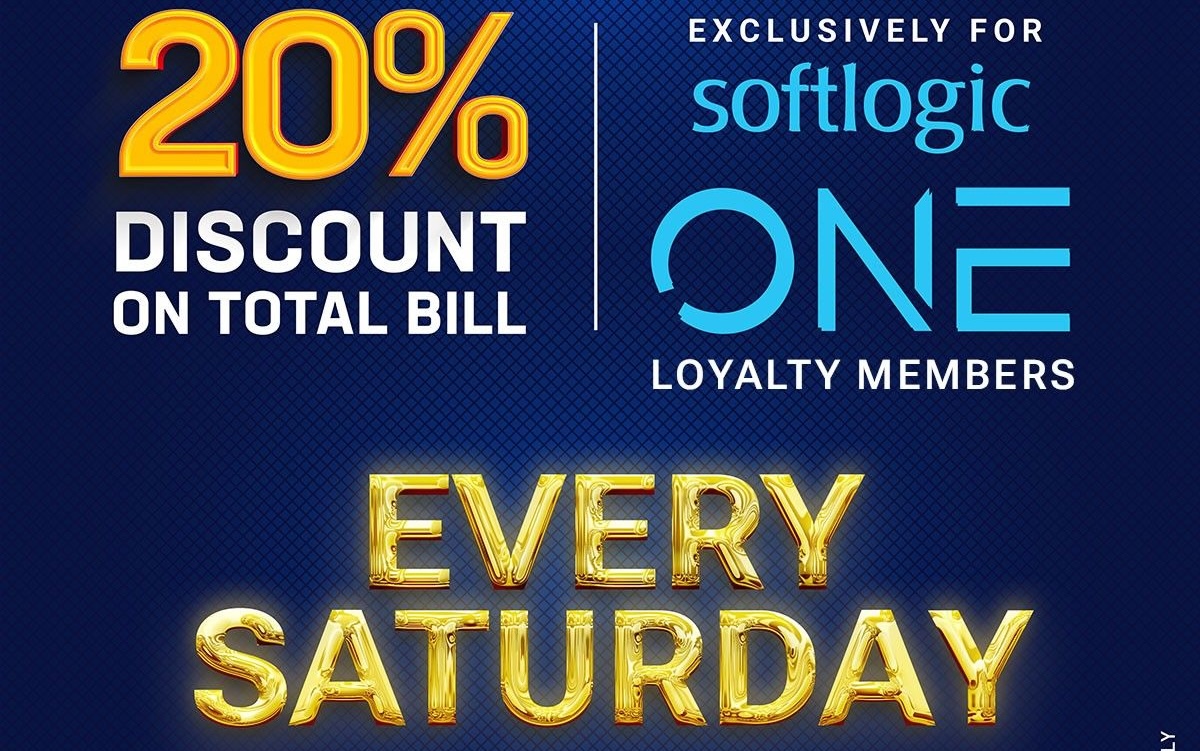 20%
DISCOUNT
ON TOTAL BILL
EXCLUSIVELY FOR
softlogic
ONE
LOYALTY MEMBERS
EVERY
SATURDAY